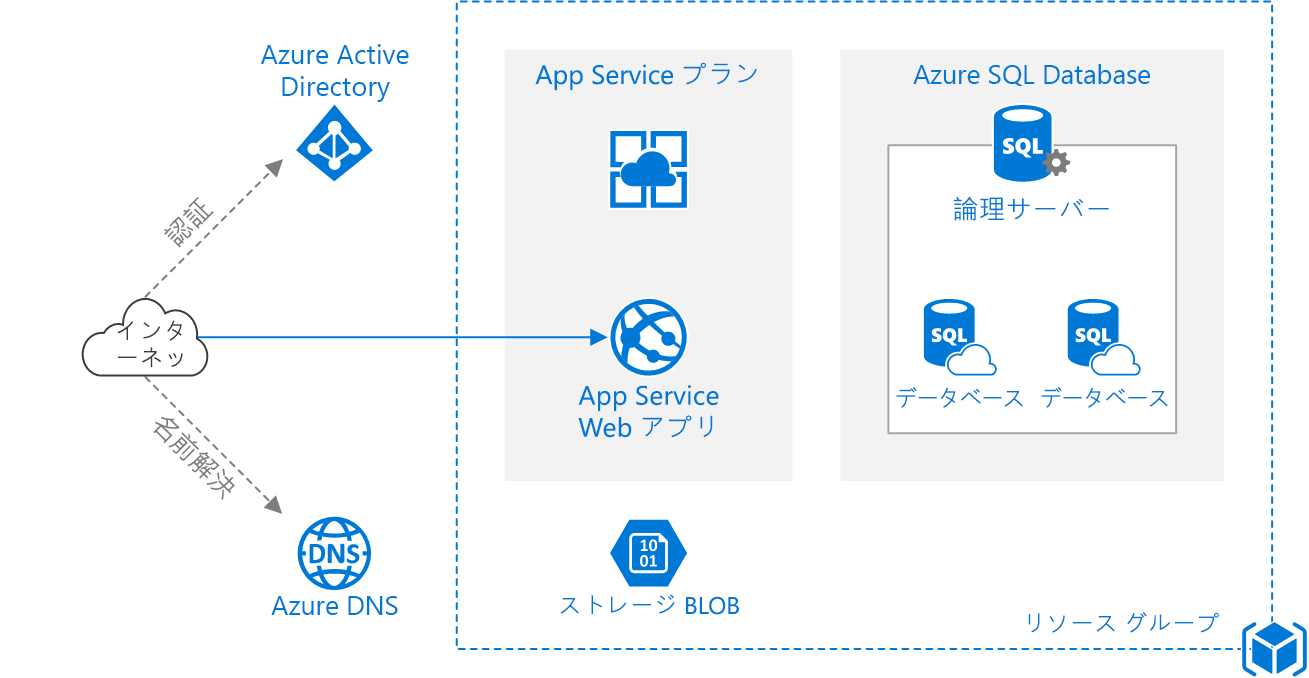 Azure Active
Directory
認証
インタ
ーネッ
名前解決
DNS
Azure DNS
App Service プラン
App Service
Web アプリ
10
01
ストレージ BLOB
Azure SQL Database
SQL
論理サーバー
SQL
データベース
SQL
データベース
リソース グループ